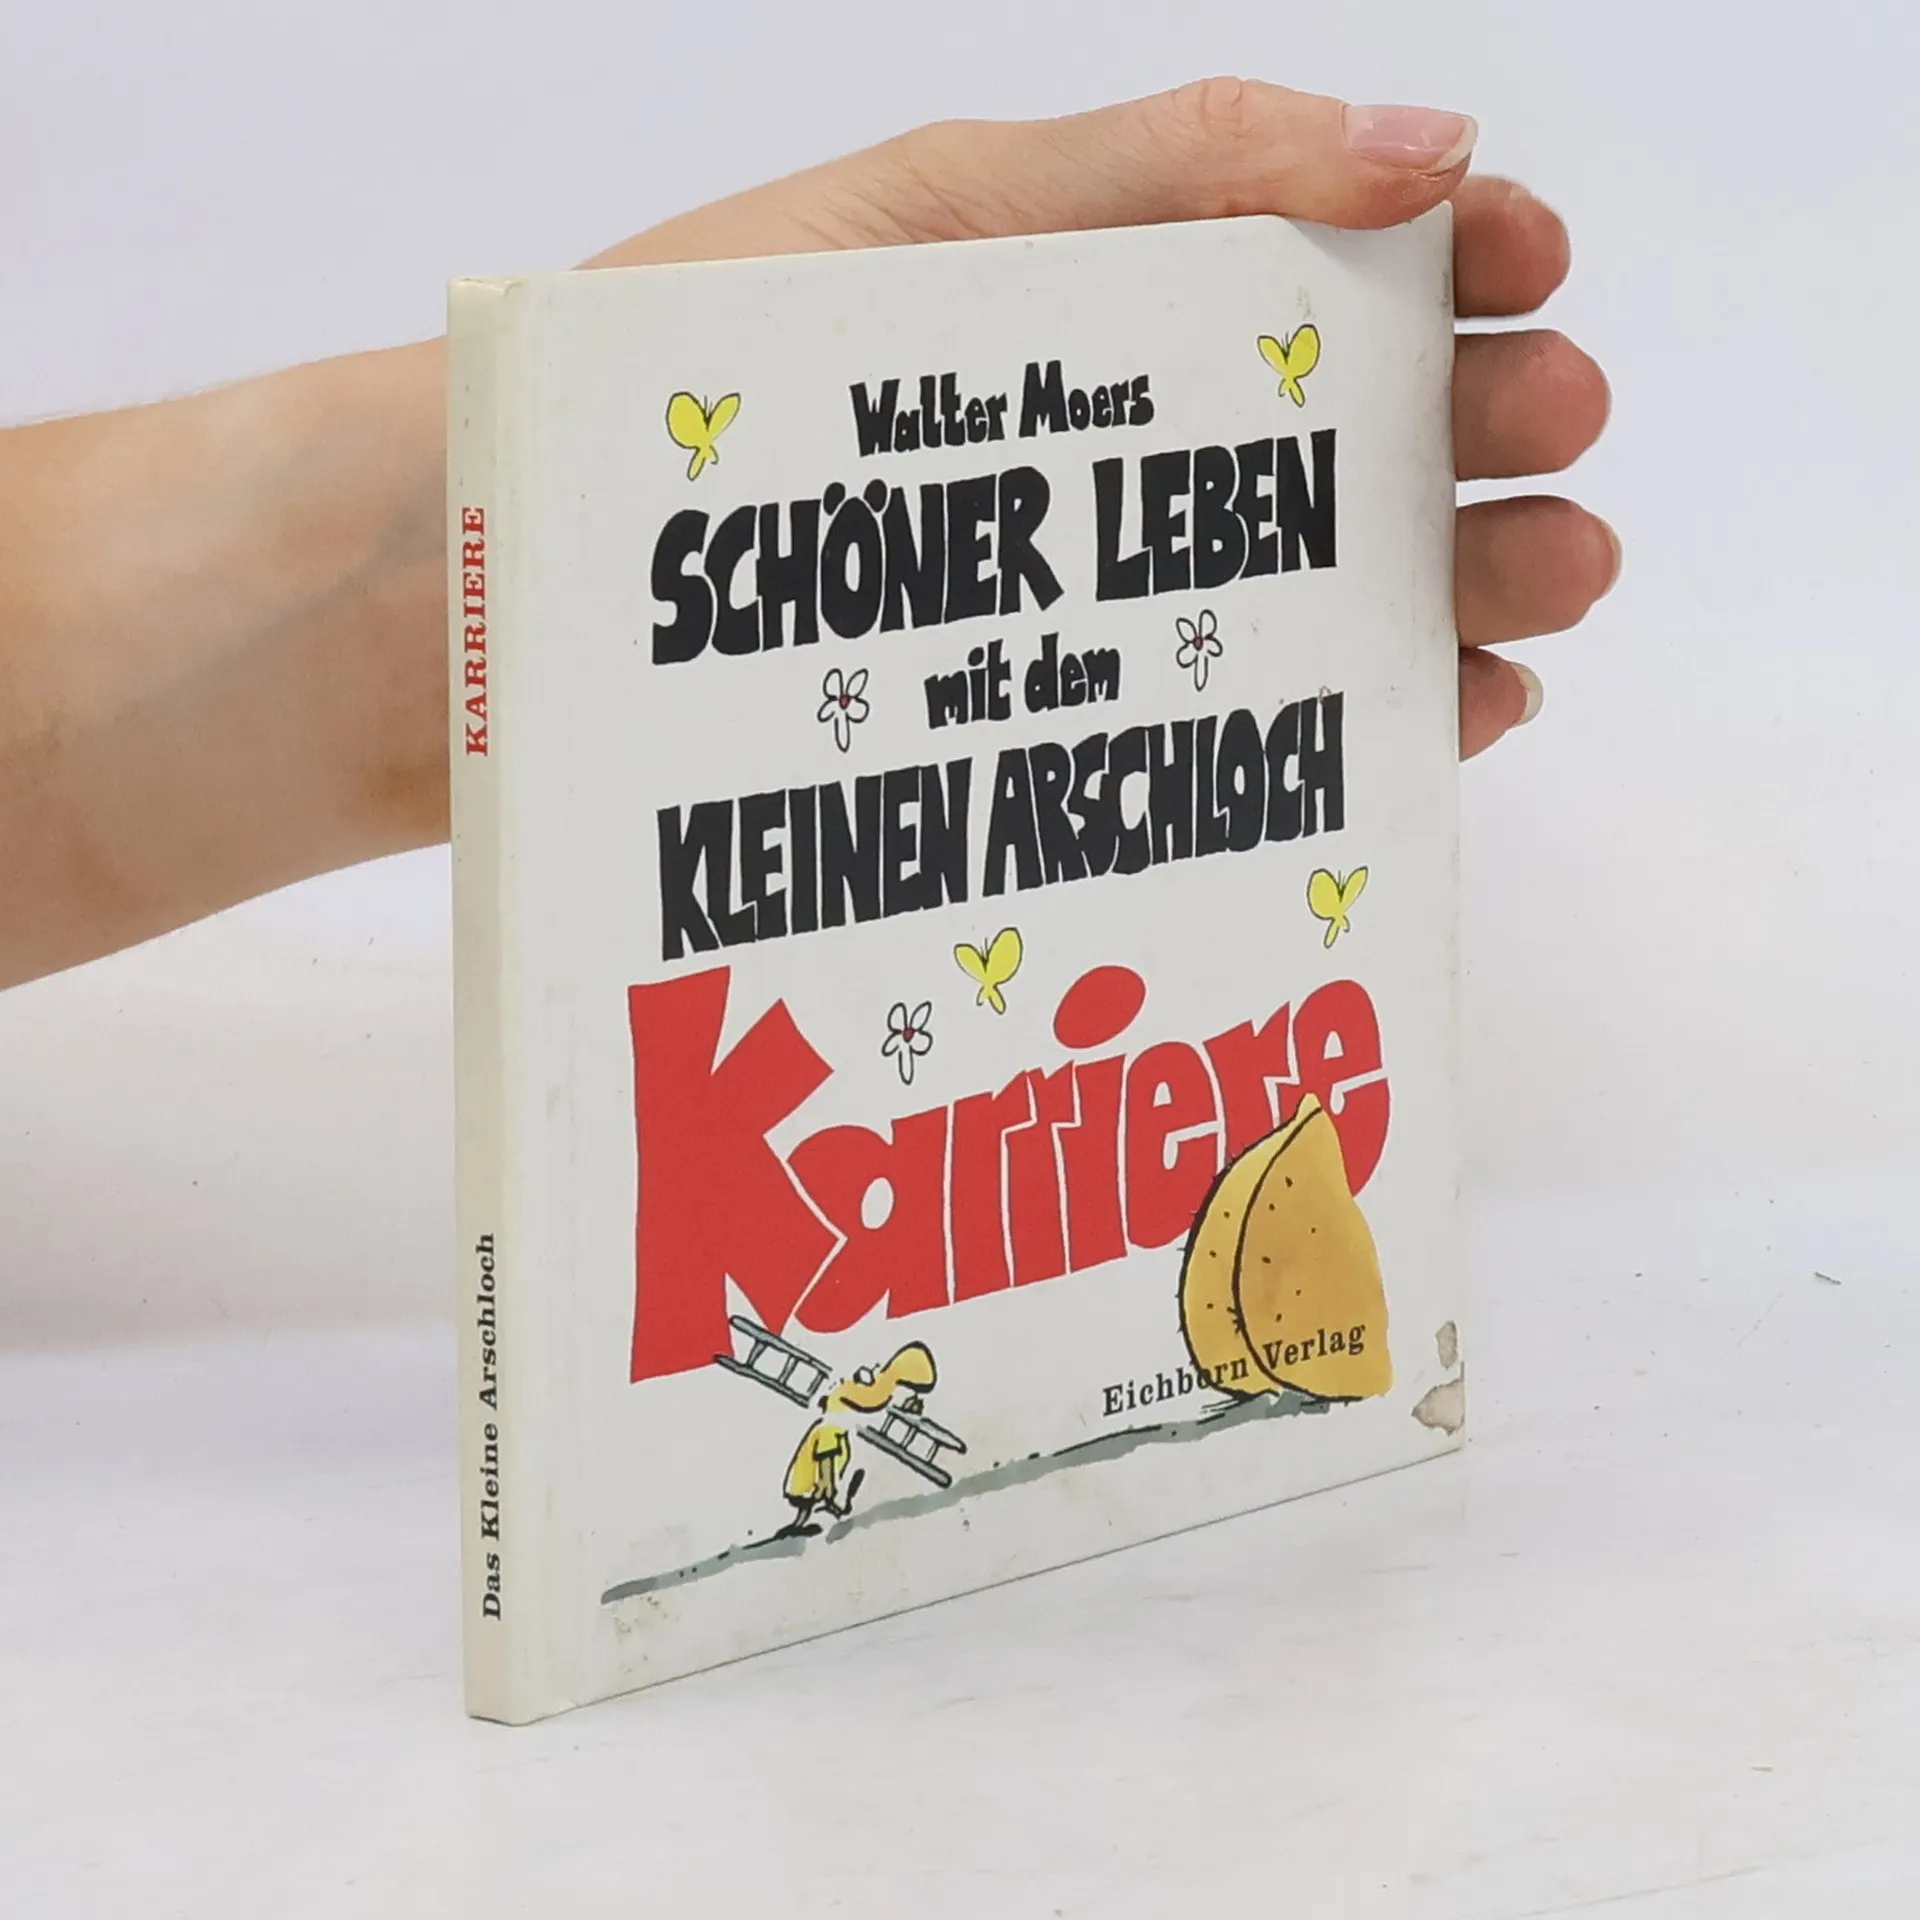 Walter Moers
SCHÖNER LEBEN
mit dem
KLEINEN ARSCHLOCH
Karriere
Eichborn Verlag
KARRIERE
Das Kleine Arschloch